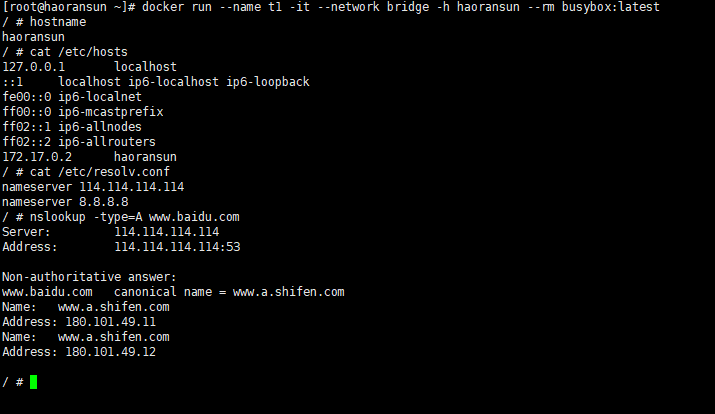 [root@haoransun ~]# docker run --name t1 -it --network bridge -h haoransun --rm busybox:latest
/ # hostname
haoransun
/ # cat /etc/hosts
127.0.0.1       localhost
::1     localhost ip6-localhost ip6-loopback
fe00::0 ip6-localnet
ff00::0 ip6-mcastprefix
ff02::1 ip6-allnodes
ff02::2 ip6-allrouters
172.17.0.2      haoransun
/ # cat /etc/resolv.conf
nameserver 114.114.114.114
nameserver 8.8.8.8
/ # nslookup -type=A www.baidu.com
Server:         114.114.114.114
Address:        114.114.114.114:53
Non-authoritative answer:
www.baidu.com   canonical name = www.a.shifen.com
Name:   www.a.shifen.com
Address: 180.101.49.11
Name:   www.a.shifen.com
Address: 180.101.49.12
/ #